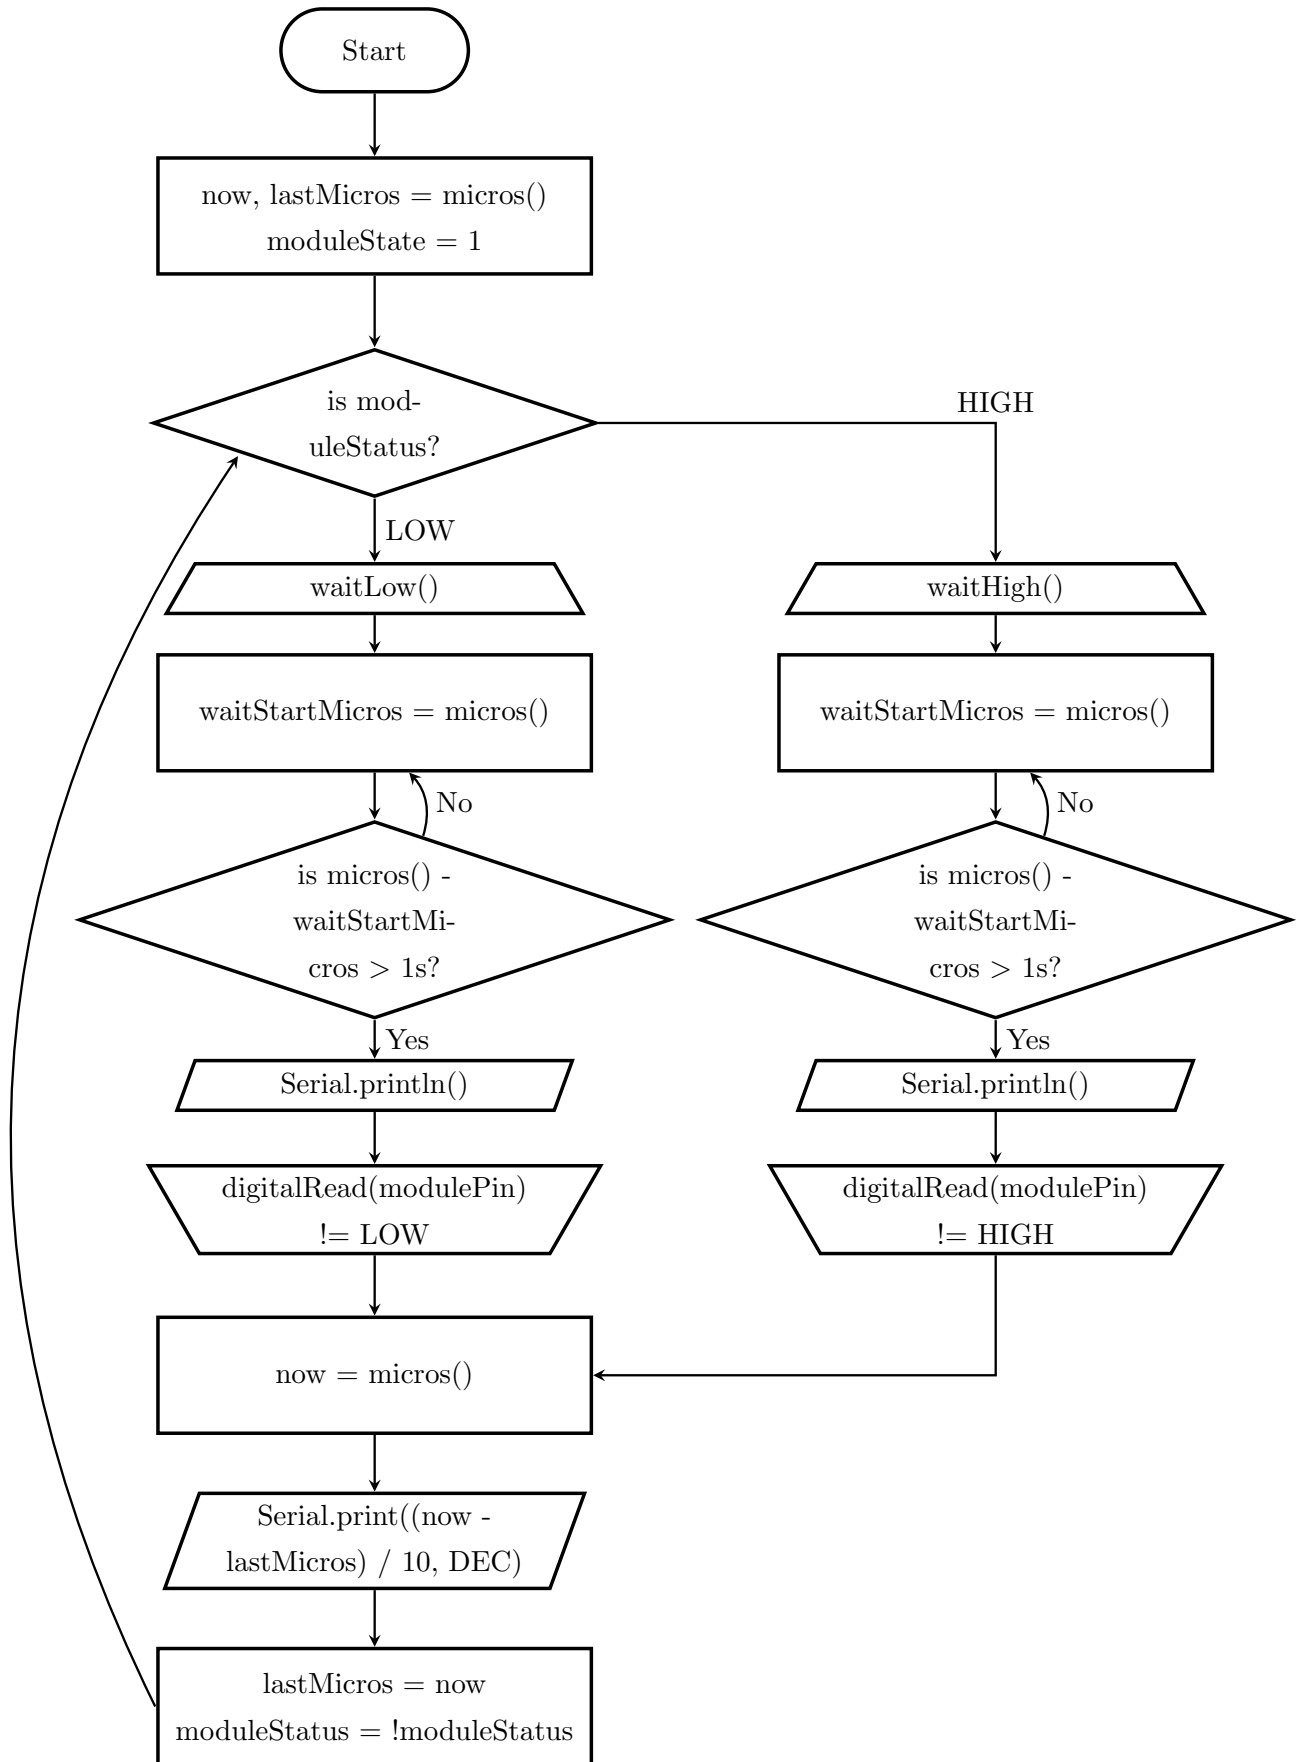 Start
now, lastMicros = micros()
moduleState = 1
is mod-
uleStatus?
HIGH
LOW
waitLow()
waitHigh()
waitStartMicros = micros()
waitStartMicros = micros()
No
No
is micros() -
waitStartMi-
cros > 1s?
is micros() -
waitStartMi-
cros > 1s?
Yes
Yes
Serial.println()
Serial.println()
digitalRead(modulePin)
!= LOW
digitalRead(modulePin)
!= HIGH
now = micros()
Serial.print((now -
lastMicros) / 10, DEC)
lastMicros = now
moduleStatus = !moduleStatus